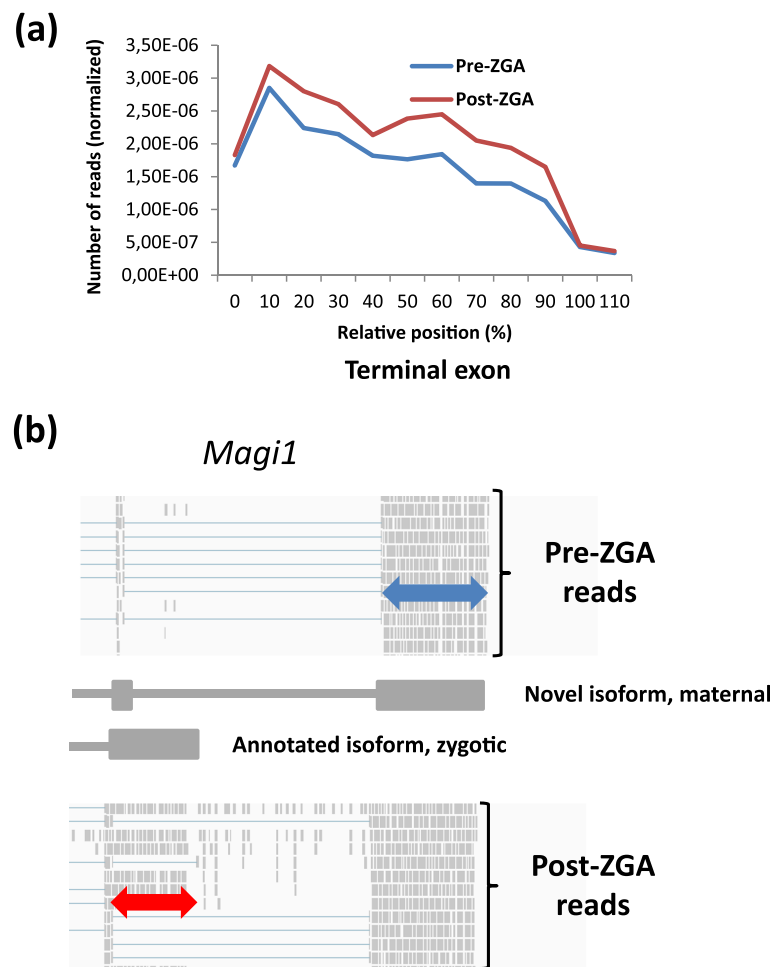 (a)
3,50E-06
3,00E-06
2,50E-06
2,00E-06
1,50E-06
1,00E-06
5,00E-07
0,00E+00
Number of reads (normalized)
Pre-ZGA
Post-ZGA
0 10 20 30 40 50 60 70 80 90 100 110
Relative position (%)
Terminal exon
(b)
Magi1
Pre-ZGA
reads
Novel isoform, maternal
Annotated isoform, zygotic
Post-ZGA
reads